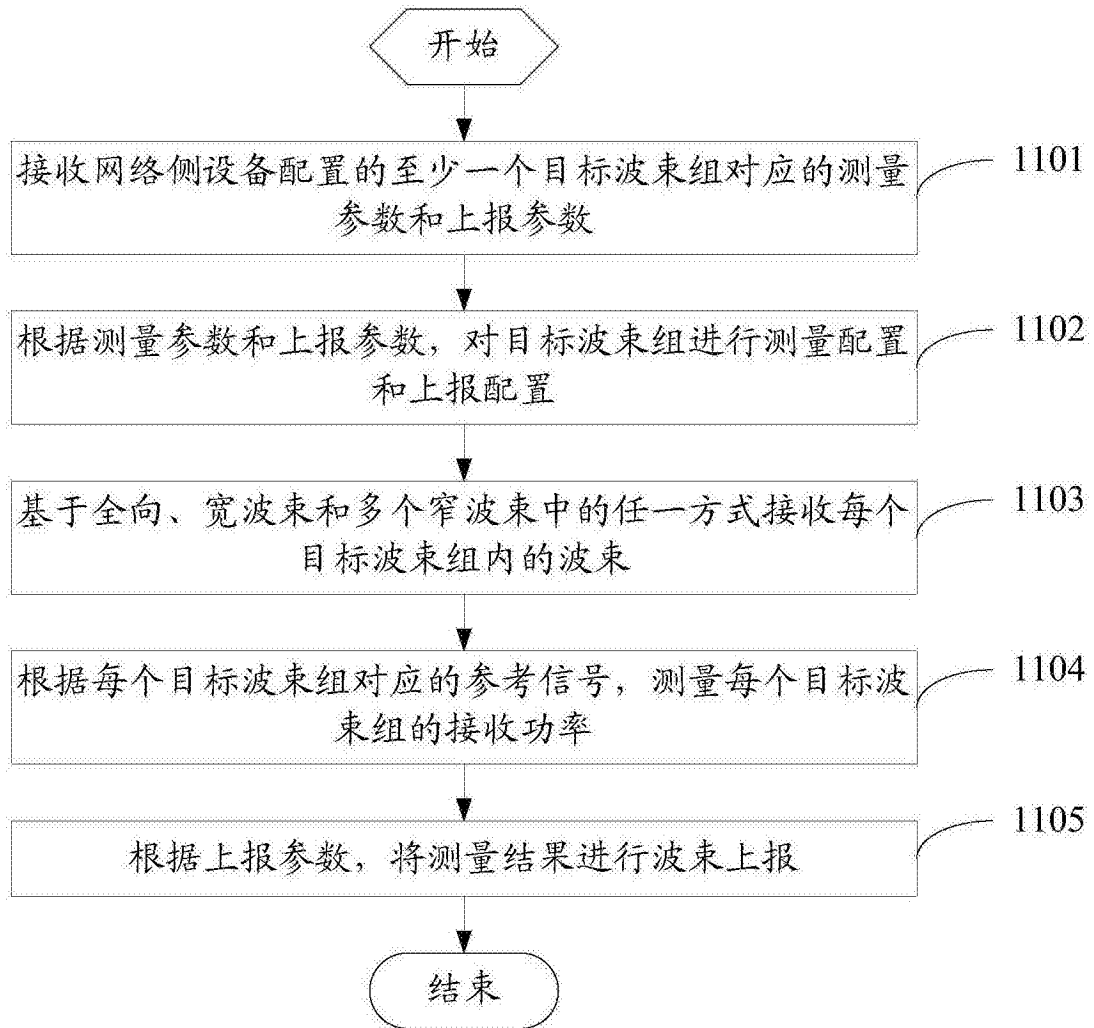 开始
接收网络侧设备配置的至少一个目标波束组对应的测量
参数和上报参数
1101
根据测量参数和上报参数，对目标波束组进行测量配置
和上报配置
1102
基于全向、宽波束和多个窄波束中的任一方式接收每个
目标波束组内的波束
1103
根据每个目标波束组对应的参考信号，测量每个目标波
束组的接收功率
1104
根据上报参数，将测量结果进行波束上报
1105
结束